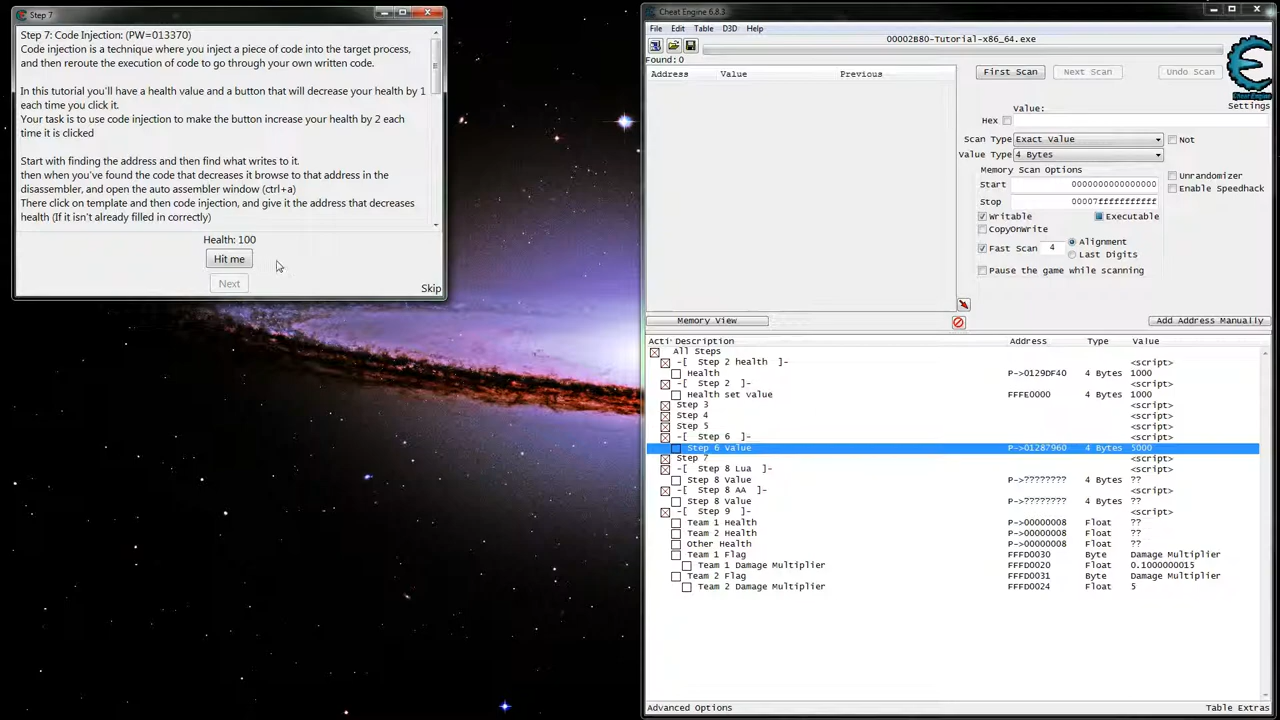 Step 7
Step 7: Code Injection: (PW=013370)
Code injection is a technique where you inject a piece of code into the target process,
and then reroute the execution of code to go through your own written code.
In this tutorial you'll have a health value and a button that will decrease your health by 1
each time you click it.
Your task is to use code injection to make the button increase your health by 2 each
time it is clicked
Start with finding the address and then find what writes to it.
then when you've found the code that decreases it browse to that address in the
disassembler, and open the auto assembler window (ctrl+a)
There click on template and then code injection, and give it the address that decreases
health (If it isn't already filled in correctly)
Health: 100
Hit me
Next
Skip
Cheat Engine 6.8.3
File Edit Table D3D Help
00002B80-Tutorial-x86_64.exe
Found: 0
Address Value Previous
First Scan Next Scan Undo Scan
Settings
Value:
Hex
Scan Type Exact Value Not
Value Type 4 Bytes
Memory Scan Options
Start 0000000000000000
Stop 00007fffffffffff
Unrandomizer
Enable Speedhack
Writable Executable
CopyOnWrite
Fast Scan 4 Alignment
Last Digits
Pause the game while scanning
Memory View Add Address Manually
Acti Description Address Type Value
All Steps
-[ Step 2 health ]- <script>
Health P->0129DF40 4 Bytes 1000
-[ Step 2 ]- <script>
Health set value FFFE0000 4 Bytes 1000
Step 3 <script>
Step 4 <script>
Step 5 <script>
-[ Step 6 ]- <script>
Step 6 Value P->01287960 4 Bytes 5000
Step 7 <script>
-[ Step 8 Lua ]- <script>
Step 8 Value P->???????? 4 Bytes ??
-[ Step 8 AA ]- <script>
Step 8 Value P->???????? 4 Bytes ??
-[ Step 9 ]- <script>
Team 1 Health P->00000008 Float ??
Team 2 Health P->00000008 Float ??
Other Health P->00000008 Float ??
Team 1 Flag FFFD0030 Byte Damage Multiplier
Team 1 Damage Multiplier FFFD0020 Float 0.1000000015
Team 2 Flag FFFD0031 Byte Damage Multiplier
Team 2 Damage Multiplier FFFD0024 Float 5
Advanced Options Table Extras